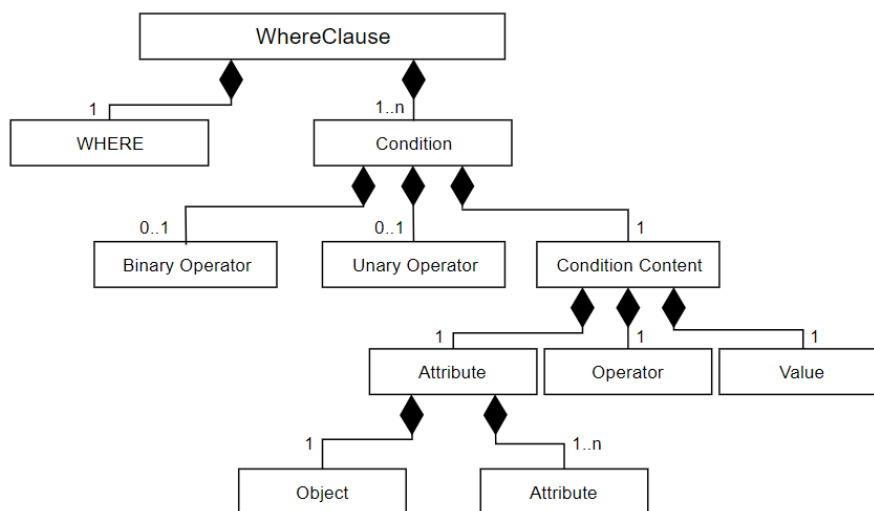 WhereClause
1
1..n
WHERE
Condition
0..1
0..1
1
Binary Operator
Unary Operator
Condition Content
1
1
1
Attribute
Operator
Value
1
1..n
Object
Attribute